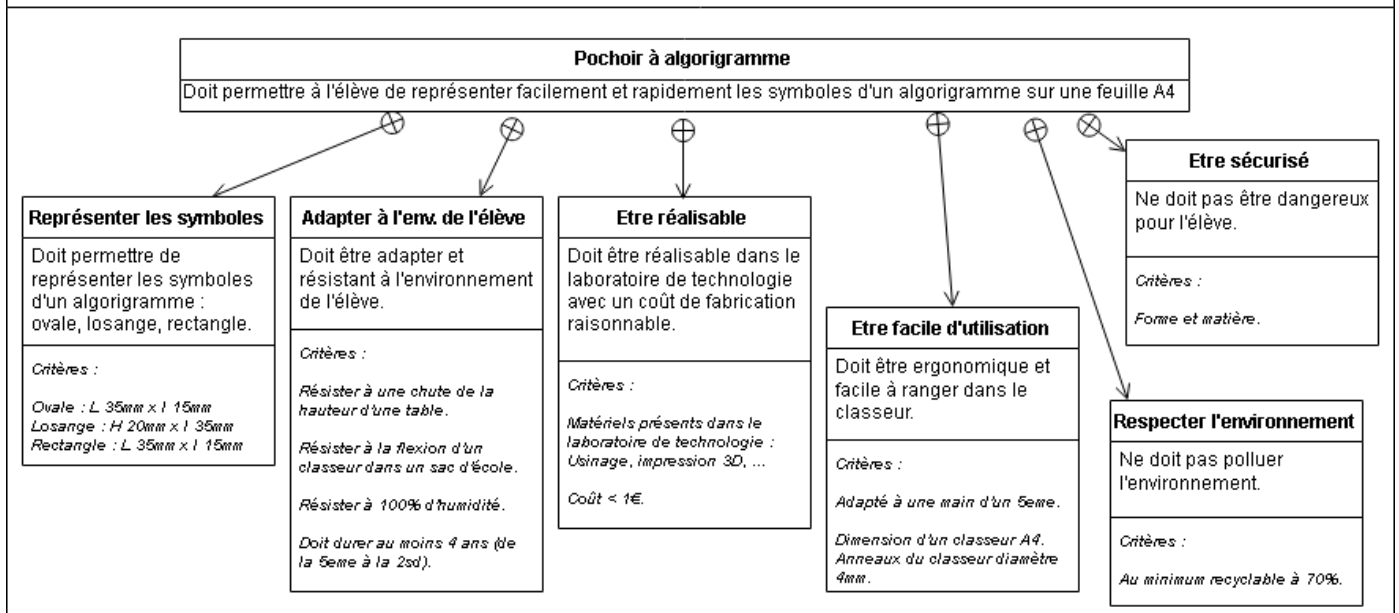 Pochoir à algorigramme
Doit permettre à l'élève de représenter facilement et rapidement les symboles d'un algorigramme sur une feuille A4
Représenter les symboles
Doit permettre de
représenter les symboles
d'un algorigramme :
ovale, losange, rectangle.
Critères :
Ovale : L 35mm x l 15mm
Losange : H 20mm x l 35mm
Rectangle : L 35mm x l 15mm
Adapter à l'env. de l'élève
Doit être adapter et
résistant à l'environnement
de l'élève.
Critères :
Résister à une chute de la
hauteur d'une table.
Résister à la flexion d'un
classeur dans un sac d'école.
Résister à 100% d'humidité.
Doit durer au moins 4 ans (de
la 5eme à la 2sd).
Etre réalisable
Doit être réalisable dans le
laboratoire de technologie
avec un coût de fabrication
raisonnable.
Critères :
Matériels présents dans le
laboratoire de technologie :
Usinage, impression 3D, ...
Coût < 1€.
Etre facile d'utilisation
Doit être ergonomique et
facile à ranger dans le
classeur.
Critères :
Adapté à une main d'un 5eme.
Dimension d'un classeur A4.
Anneaux du classeur diamètre
4mm.
Etre sécurisé
Ne doit pas être dangereux
pour l'élève.
Critères :
Forme et matière.
Respecter l'environnement
Ne doit pas polluer
l'environnement.
Critères :
Au minimum recyclable à 70%.